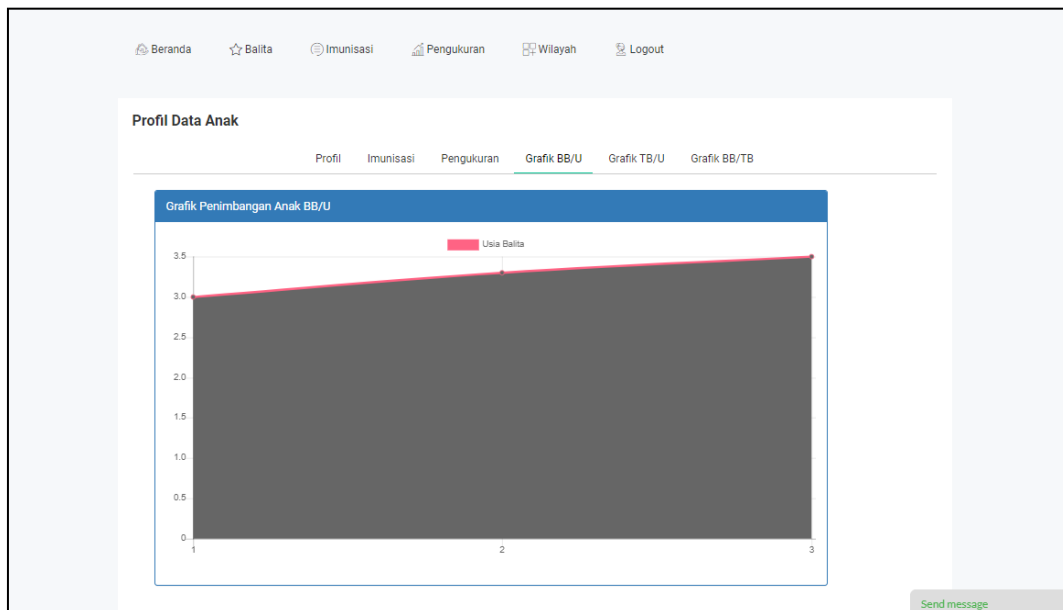 Beranda Balita Imunisasi Pengukuran Wilayah Logout
Profil Data Anak
Profil Imunisasi Pengukuran Grafik BB/U Grafik TB/U Grafik BB/TB
Grafik Penimbangan Anak BB/U
Usia Balita
3.5
3.0
2.5
2.0
1.5
1.0
0.5
0
1 2 3
Send message